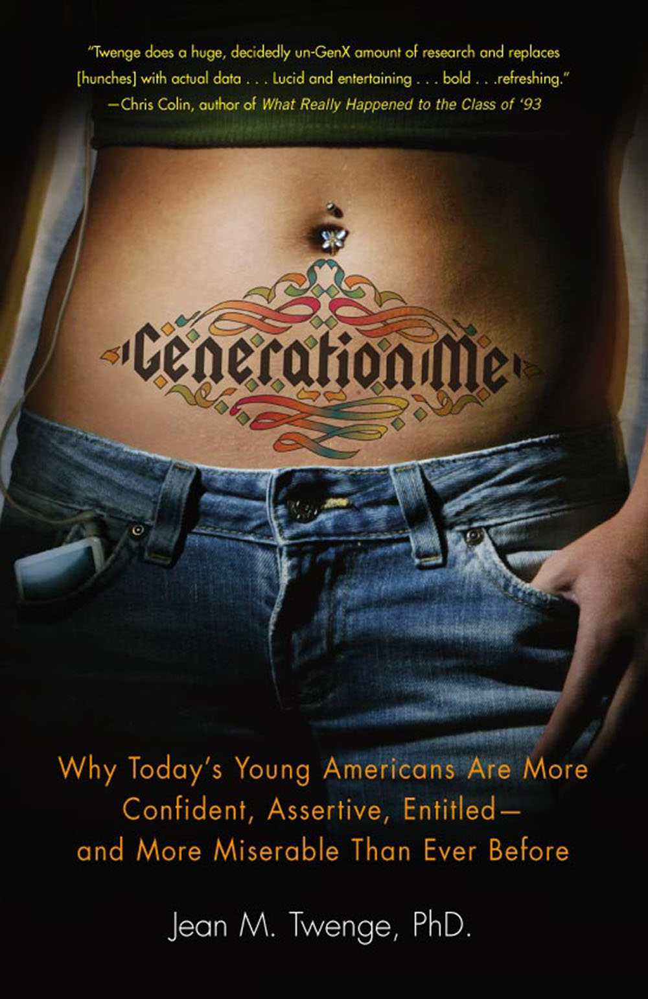 “Twenge does a huge, decidedly un-GenX amount of research and replaces
[hunches] with actual data . . . Lucid and entertaining . . . bold . . .refreshing.”
—Chris Colin, author of What Really Happened to the Class of ‘93
Generation Me
Why Today’s Young Americans Are More
Confident, Assertive, Entitled—
and More Miserable Than Ever Before
Jean M. Twenge, PhD.